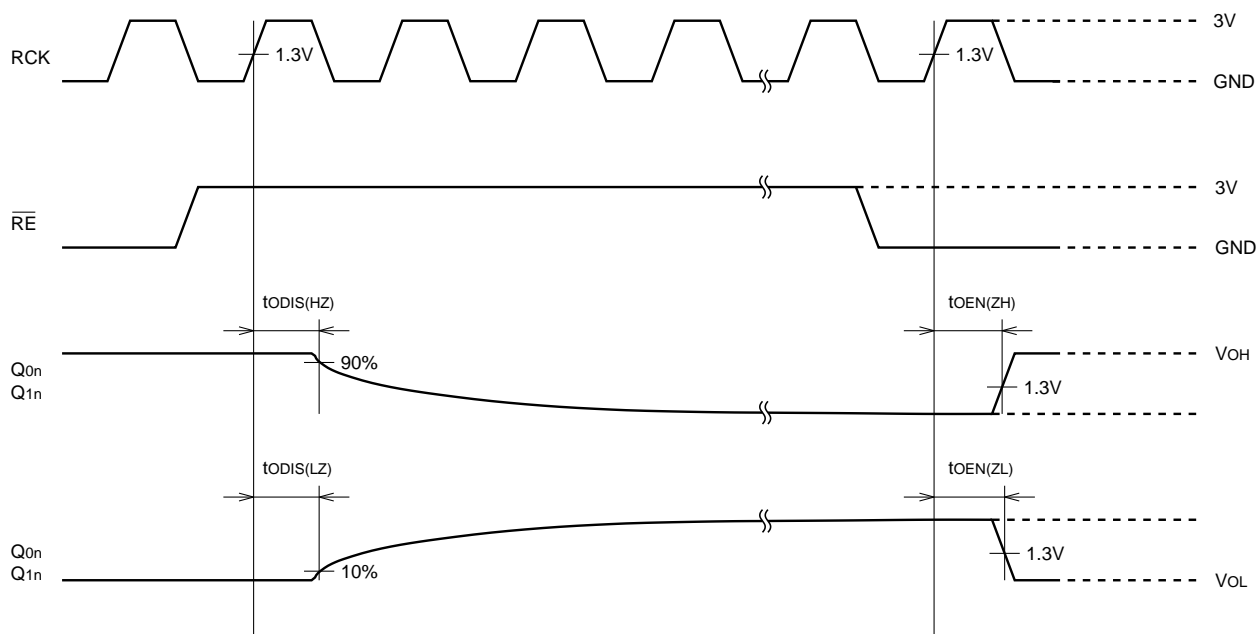 3V
RCK
1.3V
1.3V
GND
3V
RE
GND
tODIS(HZ)
tOEN(ZH)
VOH
Q0n
Q1n
90%
1.3V
tODIS(LZ)
tOEN(ZL)
Q0n
Q1n
10%
1.3V
VOL